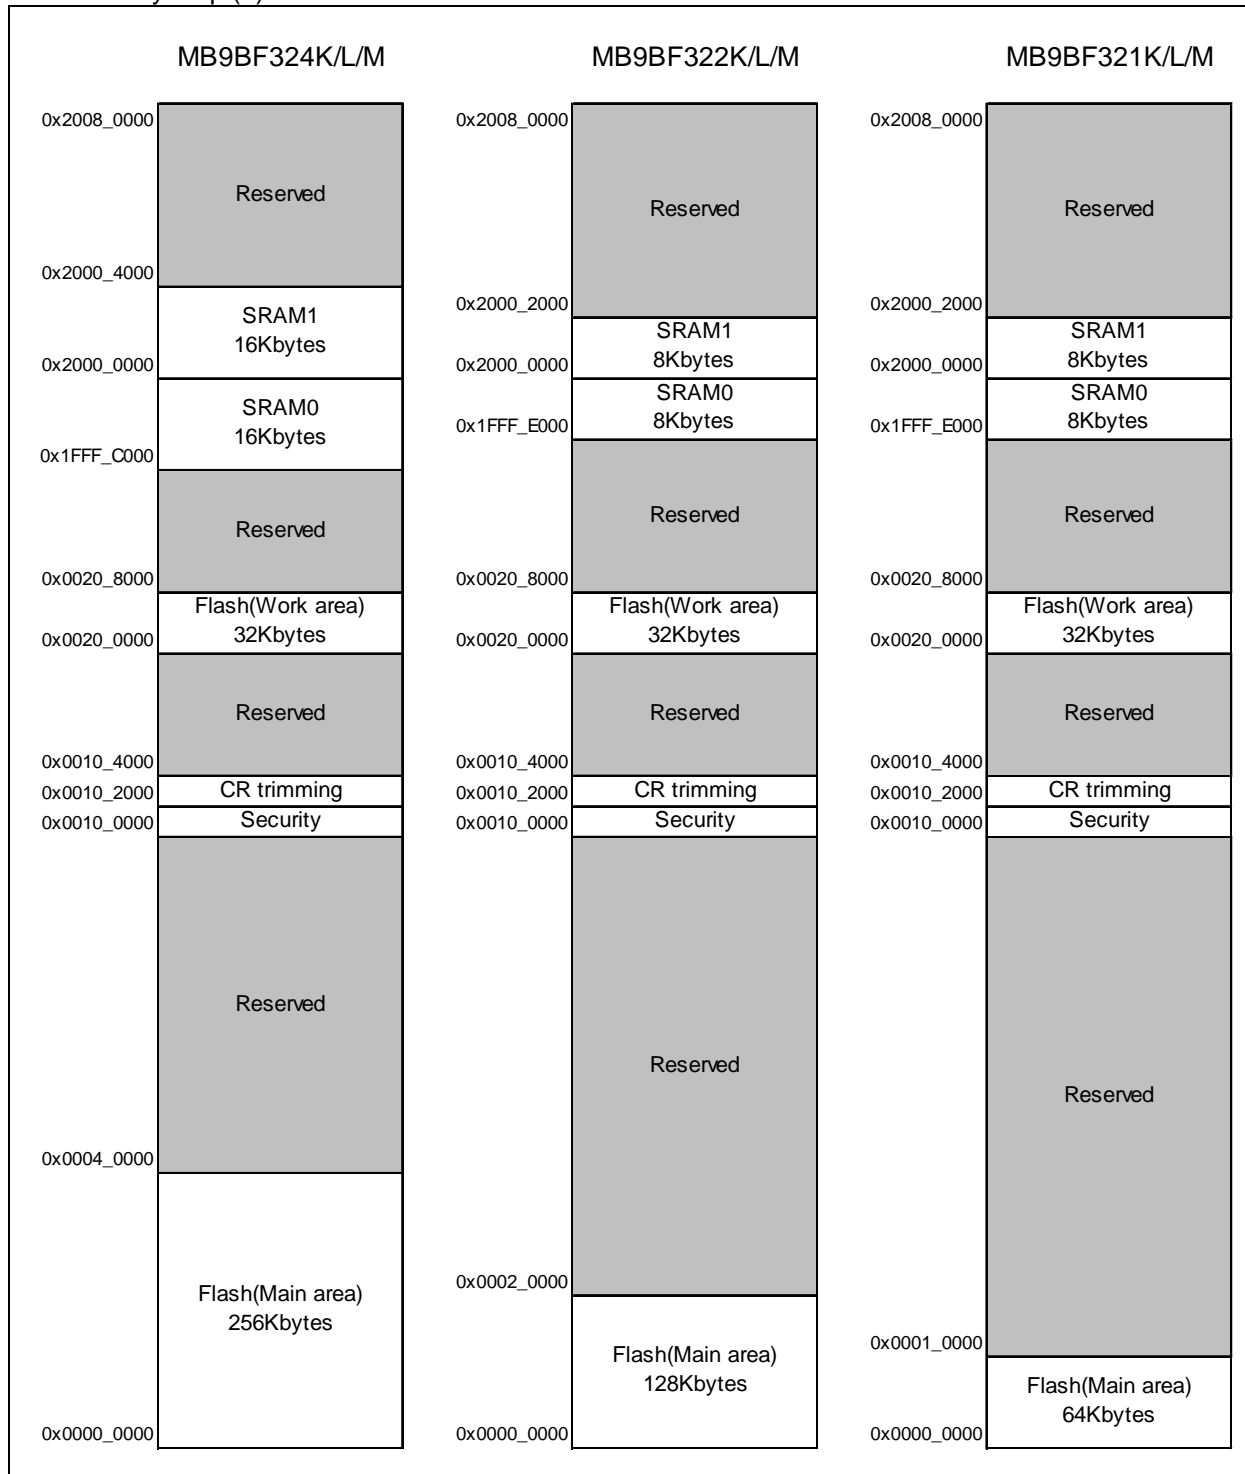 MB9BF324K/L/M
0x2008_0000
Reserved
0x2000_4000
SRAM1
16Kbytes
0x2000_0000
SRAM0
16Kbytes
0x1FFF_C000
Reserved
0x0020_8000
Flash(Work area)
32Kbytes
0x0020_0000
Reserved
0x0010_4000
CR trimming
0x0010_2000
Security
0x0010_0000
Reserved
0x0004_0000
Flash(Main area)
256Kbytes
0x0000_0000
MB9BF322K/L/M
0x2008_0000
Reserved
0x2000_2000
SRAM1
8Kbytes
0x2000_0000
SRAM0
8Kbytes
0x1FFF_E000
Reserved
0x0020_8000
Flash(Work area)
32Kbytes
0x0020_0000
Reserved
0x0010_4000
CR trimming
0x0010_2000
Security
0x0010_0000
Reserved
0x0002_0000
Flash(Main area)
128Kbytes
0x0000_0000
MB9BF321K/L/M
0x2008_0000
Reserved
0x2000_2000
SRAM1
8Kbytes
0x2000_0000
SRAM0
8Kbytes
0x1FFF_E000
Reserved
0x0020_8000
Flash(Work area)
32Kbytes
0x0020_0000
Reserved
0x0010_4000
CR trimming
0x0010_2000
Security
0x0010_0000
Reserved
0x0001_0000
Flash(Main area)
64Kbytes
0x0000_0000